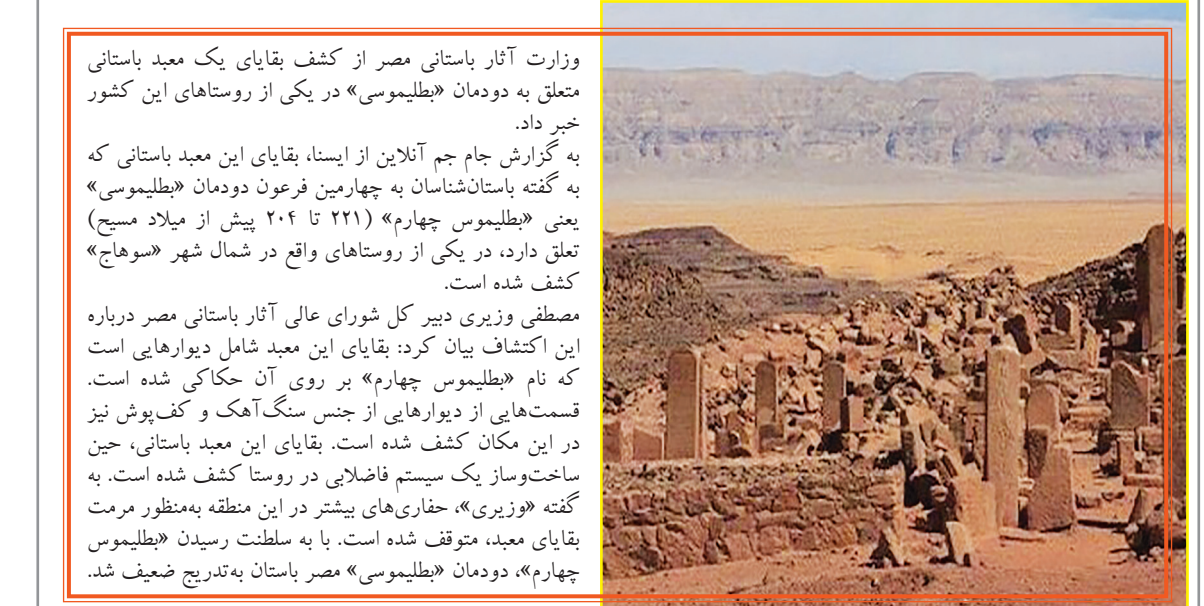 وزارت آثار باستانی مصر از کشف بقایای یک معبد باستانی
متعلق به دودمان «بطلیموسی» در یکی از روستاهای این کشور
خبر داد.
به گزارش جام جم آنلاین از ایسنا، بقایای این معبد باستانی که
به گفته باستان‌شناسان به چهارمین فرعون دودمان «بطلیموسی»
یعنی «بطلیموس چهارم» (۲۲۱ تا ۲۰۴ پیش از میلاد مسیح)
تعلق دارد، در یکی از روستاهای واقع در شمال شهر «سوهاج»
کشف شده است.
مصطفی وزیری دبیر کل شورای عالی آثار باستانی مصر درباره
این اکتشاف بیان کرد: بقایای این معبد شامل دیوارهایی است
که نام «بطلیموس چهارم» بر روی آن حکاکی شده است.
قسمت‌هایی از دیوارهایی از جنس سنگ‌آهک و کف‌پوش نیز
در این مکان کشف شده است. بقایای این معبد باستانی، حین
ساخت‌وساز یک سیستم فاضلابی در روستا کشف شده است. به
گفته «وزیری»، حفاری‌های بیشتر در این منطقه به‌منظور مرمت
بقایای معبد، متوقف شده است. با به سلطنت رسیدن «بطلیموس
چهارم»، دودمان «بطلیموسی» مصر باستان به‌تدریج ضعیف شد.